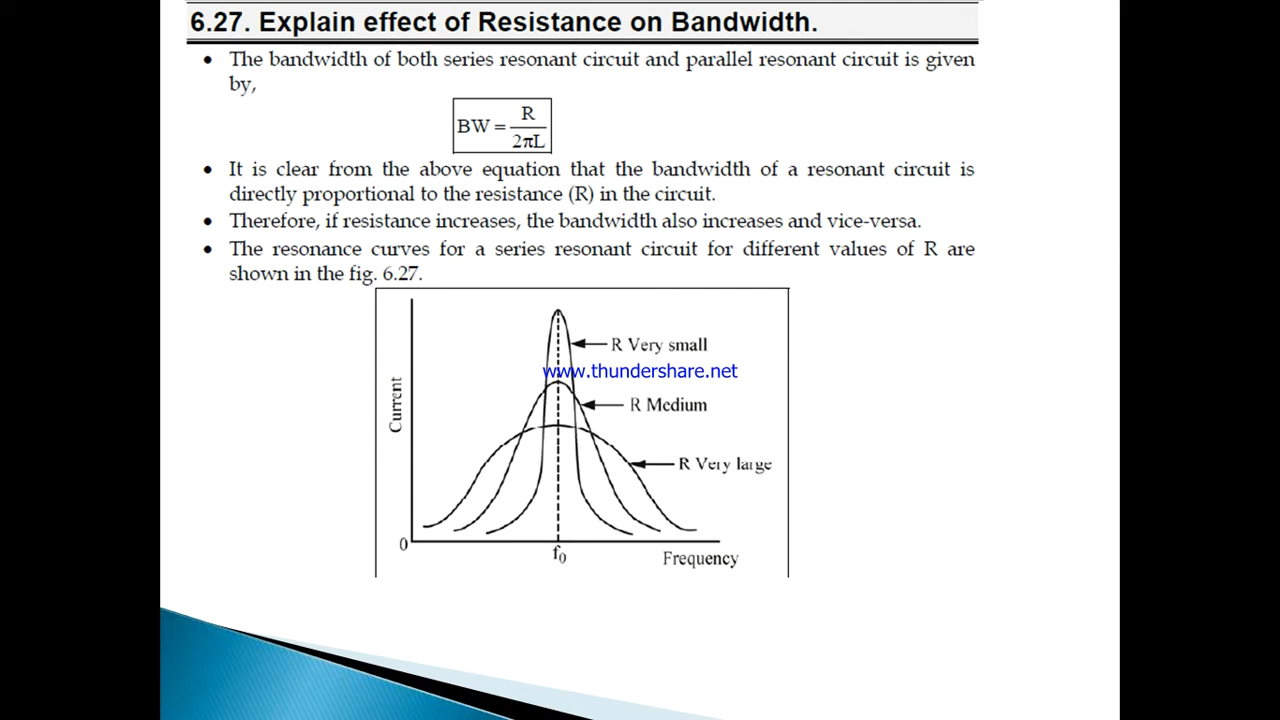 6.27. Explain effect of Resistance on Bandwidth.
• The bandwidth of both series resonant circuit and parallel resonant circuit is given
by,
BW = R / 2πL
• It is clear from the above equation that the bandwidth of a resonant circuit is
directly proportional to the resistance (R) in the circuit.
• Therefore, if resistance increases, the bandwidth also increases and vice-versa.
• The resonance curves for a series resonant circuit for different values of R are
shown in the fig. 6.27.
R Very small
www.thundershare.net
Current
R Medium
R Very large
0
f₀
Frequency